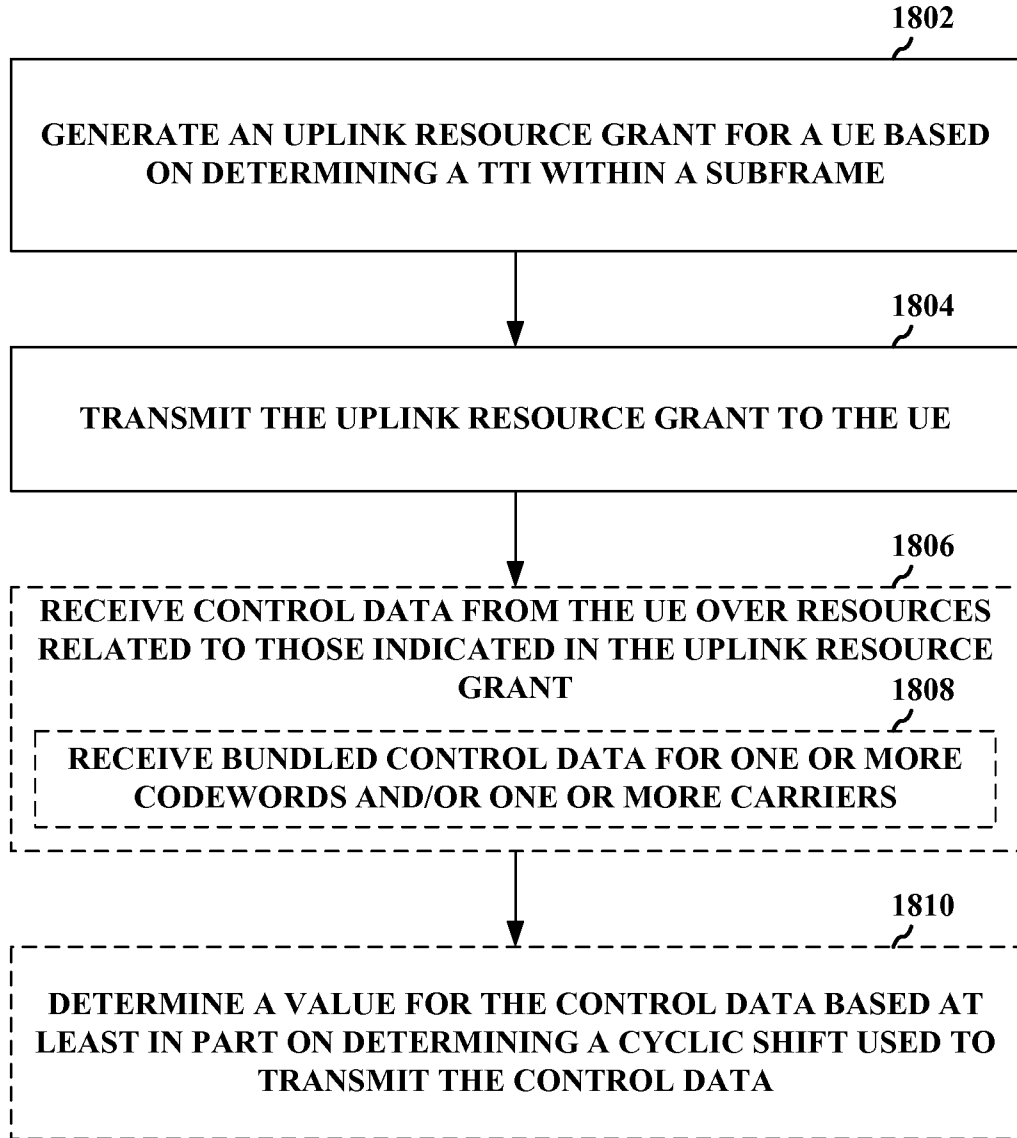 1802
GENERATE AN UPLINK RESOURCE GRANT FOR A UE BASED
ON DETERMINING A TTI WITHIN A SUBFRAME
1804
TRANSMIT THE UPLINK RESOURCE GRANT TO THE UE
1806
RECEIVE CONTROL DATA FROM THE UE OVER RESOURCES
RELATED TO THOSE INDICATED IN THE UPLINK RESOURCE
GRANT
1808
RECEIVE BUNDLED CONTROL DATA FOR ONE OR MORE
CODEWORDS AND/OR ONE OR MORE CARRIERS
1810
DETERMINE A VALUE FOR THE CONTROL DATA BASED AT
LEAST IN PART ON DETERMINING A CYCLIC SHIFT USED TO
TRANSMIT THE CONTROL DATA